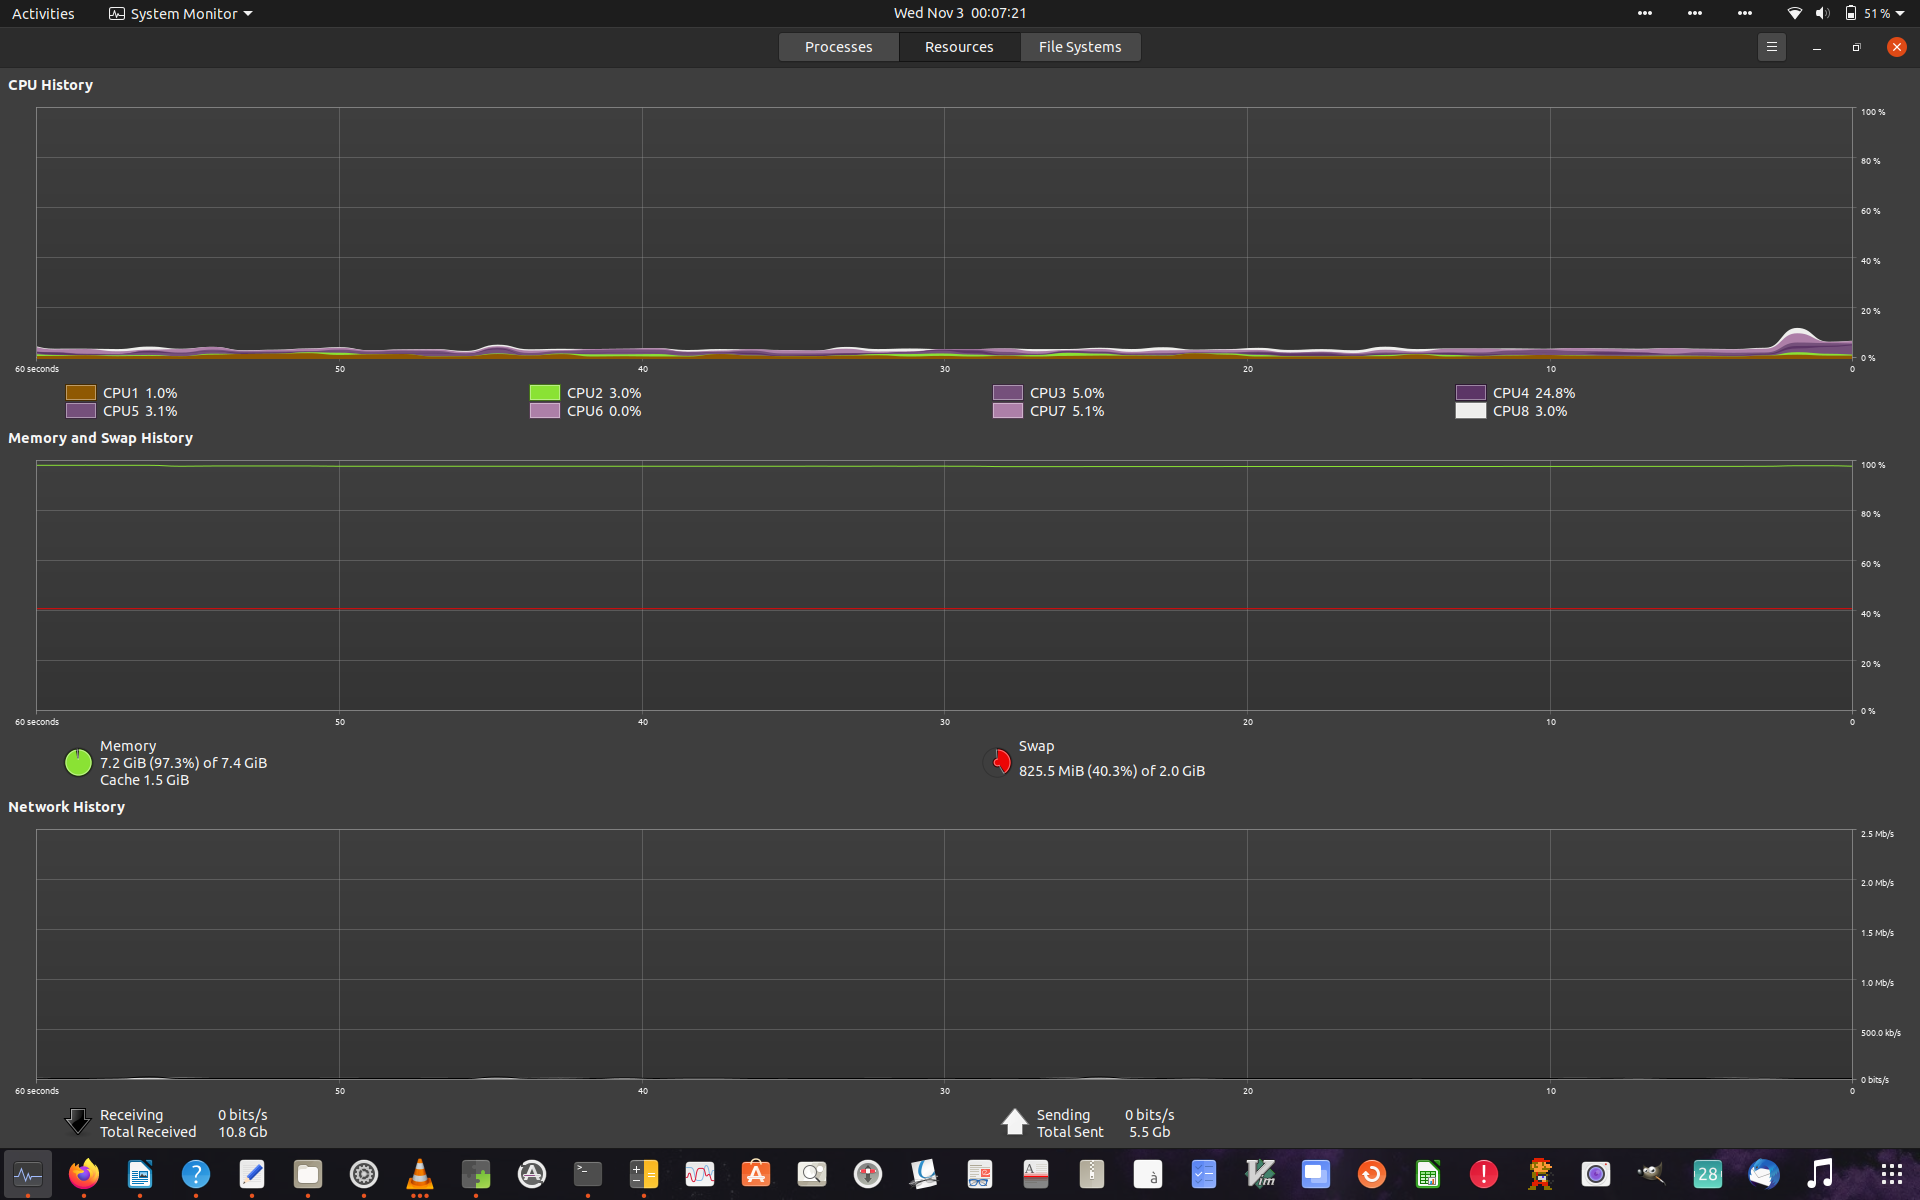 Activities System Monitor Wed Nov 3 00:07:21 51 %
Processes Resources File Systems
CPU History
100 %
80 %
60 %
40 %
20 %
0 %
60 seconds 50 40 30 20 10 0
CPU1 1.0% CPU2 3.0% CPU3 5.0% CPU4 24.8%
CPU5 3.1% CPU6 0.0% CPU7 5.1% CPU8 3.0%
Memory and Swap History
100 %
80 %
60 %
40 %
20 %
0 %
60 seconds 50 40 30 20 10 0
Memory
7.2 GiB (97.3%) of 7.4 GiB
Cache 1.5 GiB
Swap
825.5 MiB (40.3%) of 2.0 GiB
Network History
2.5 Mb/s
2.0 Mb/s
1.5 Mb/s
1.0 Mb/s
500.0 kb/s
0 bits/s
60 seconds 50 40 30 20 10 0
Receiving 0 bits/s
Total Received 10.8 Gb
Sending 0 bits/s
Total Sent 5.5 Gb
? >_ A à Vim ! 28